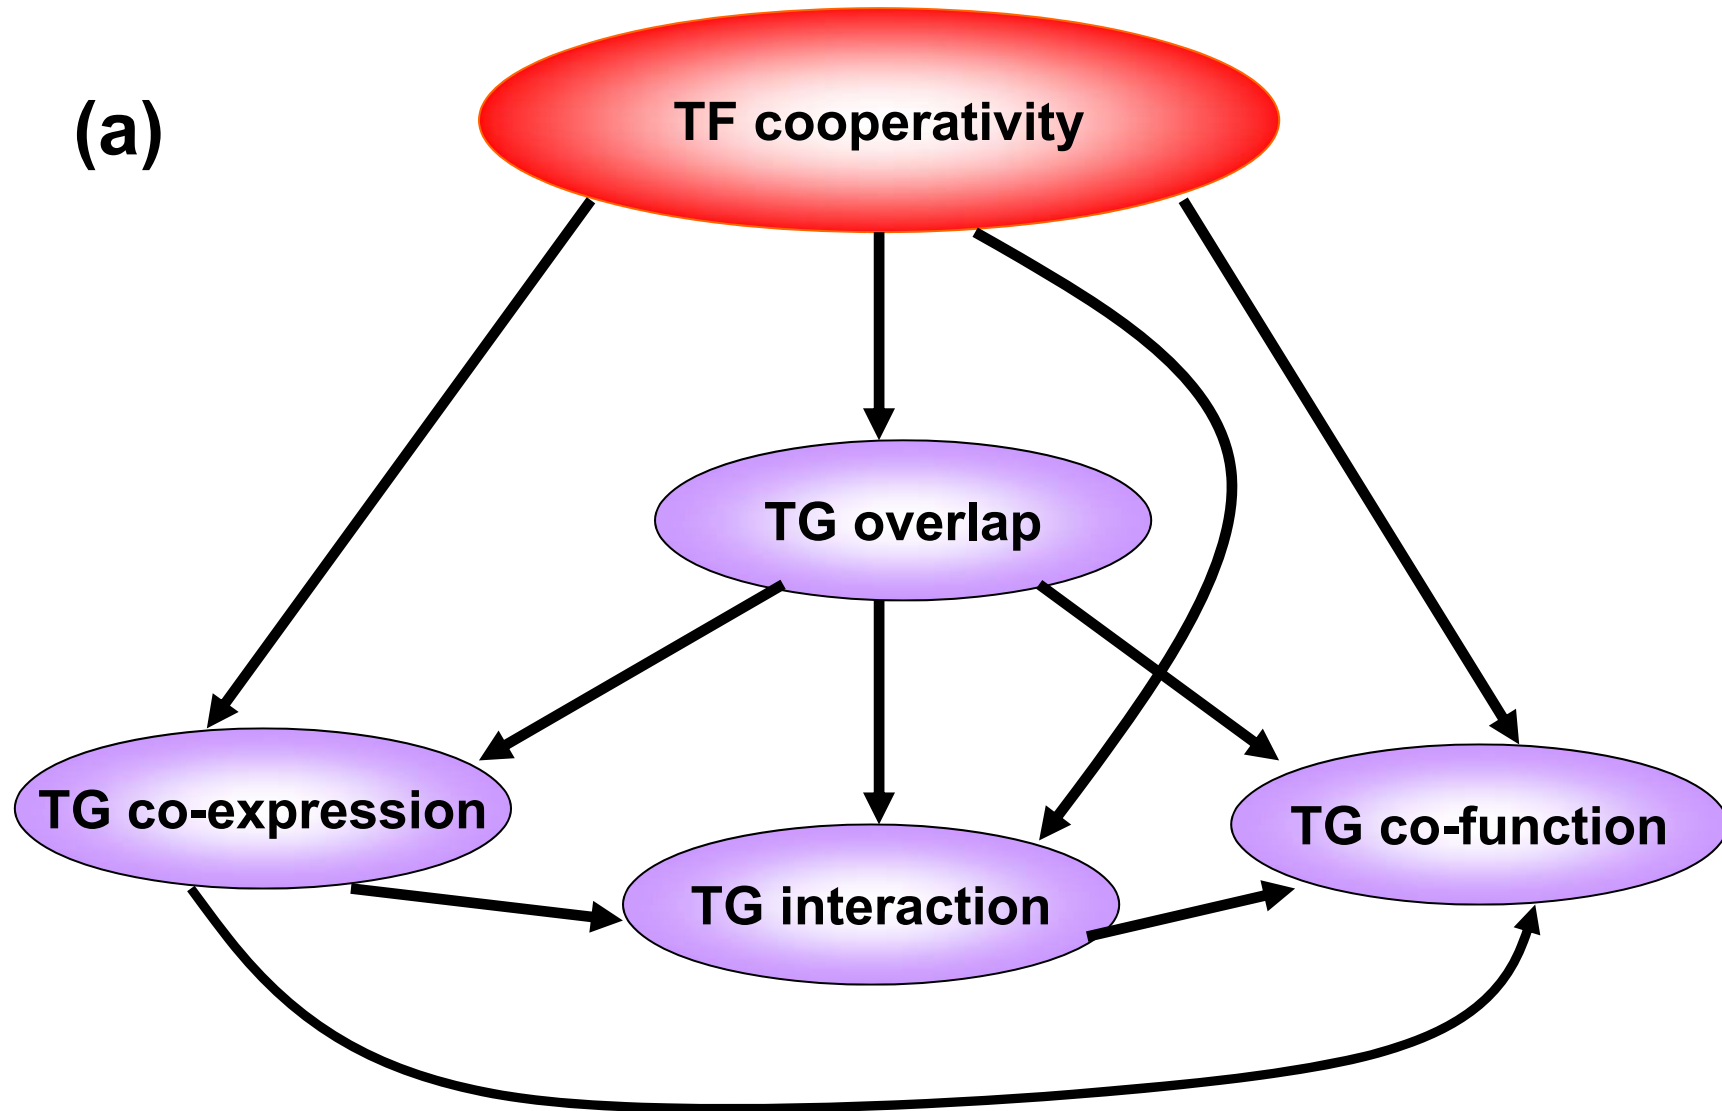 (a)
TF cooperativity
TG overlap
TG co-expression
TG co-function
TG interaction